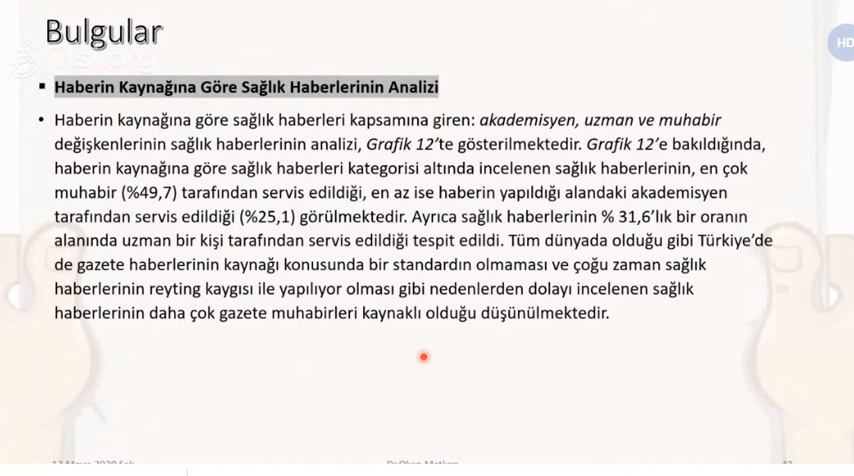 Bulgular
HD
Haberin Kaynağına Göre Sağlık Haberlerinin Analizi
Haberin kaynağına göre sağlık haberleri kapsamına giren: akademisyen, uzman ve muhabir
değişkenlerinin sağlık haberlerinin analizi, Grafik 12’te gösterilmektedir. Grafik 12’e bakıldığında,
haberin kaynağına göre sağlık haberleri kategorisi altında incelenen sağlık haberlerinin, en çok
muhabir (%49,7) tarafından servis edildiği, en az ise haberin yapıldığı alandaki akademisyen
tarafından servis edildiği (%25,1) görülmektedir. Ayrıca sağlık haberlerinin % 31,6’lık bir oranın
alanında uzman bir kişi tarafından servis edildiği tespit edildi. Tüm dünyada olduğu gibi Türkiye’de
de gazete haberlerinin kaynağı konusunda bir standardın olmaması ve çoğu zaman sağlık
haberlerinin reyting kaygısı ile yapılıyor olması gibi nedenlerden dolayı incelenen sağlık
haberlerinin daha çok gazete muhabirleri kaynaklı olduğu düşünülmektedir.